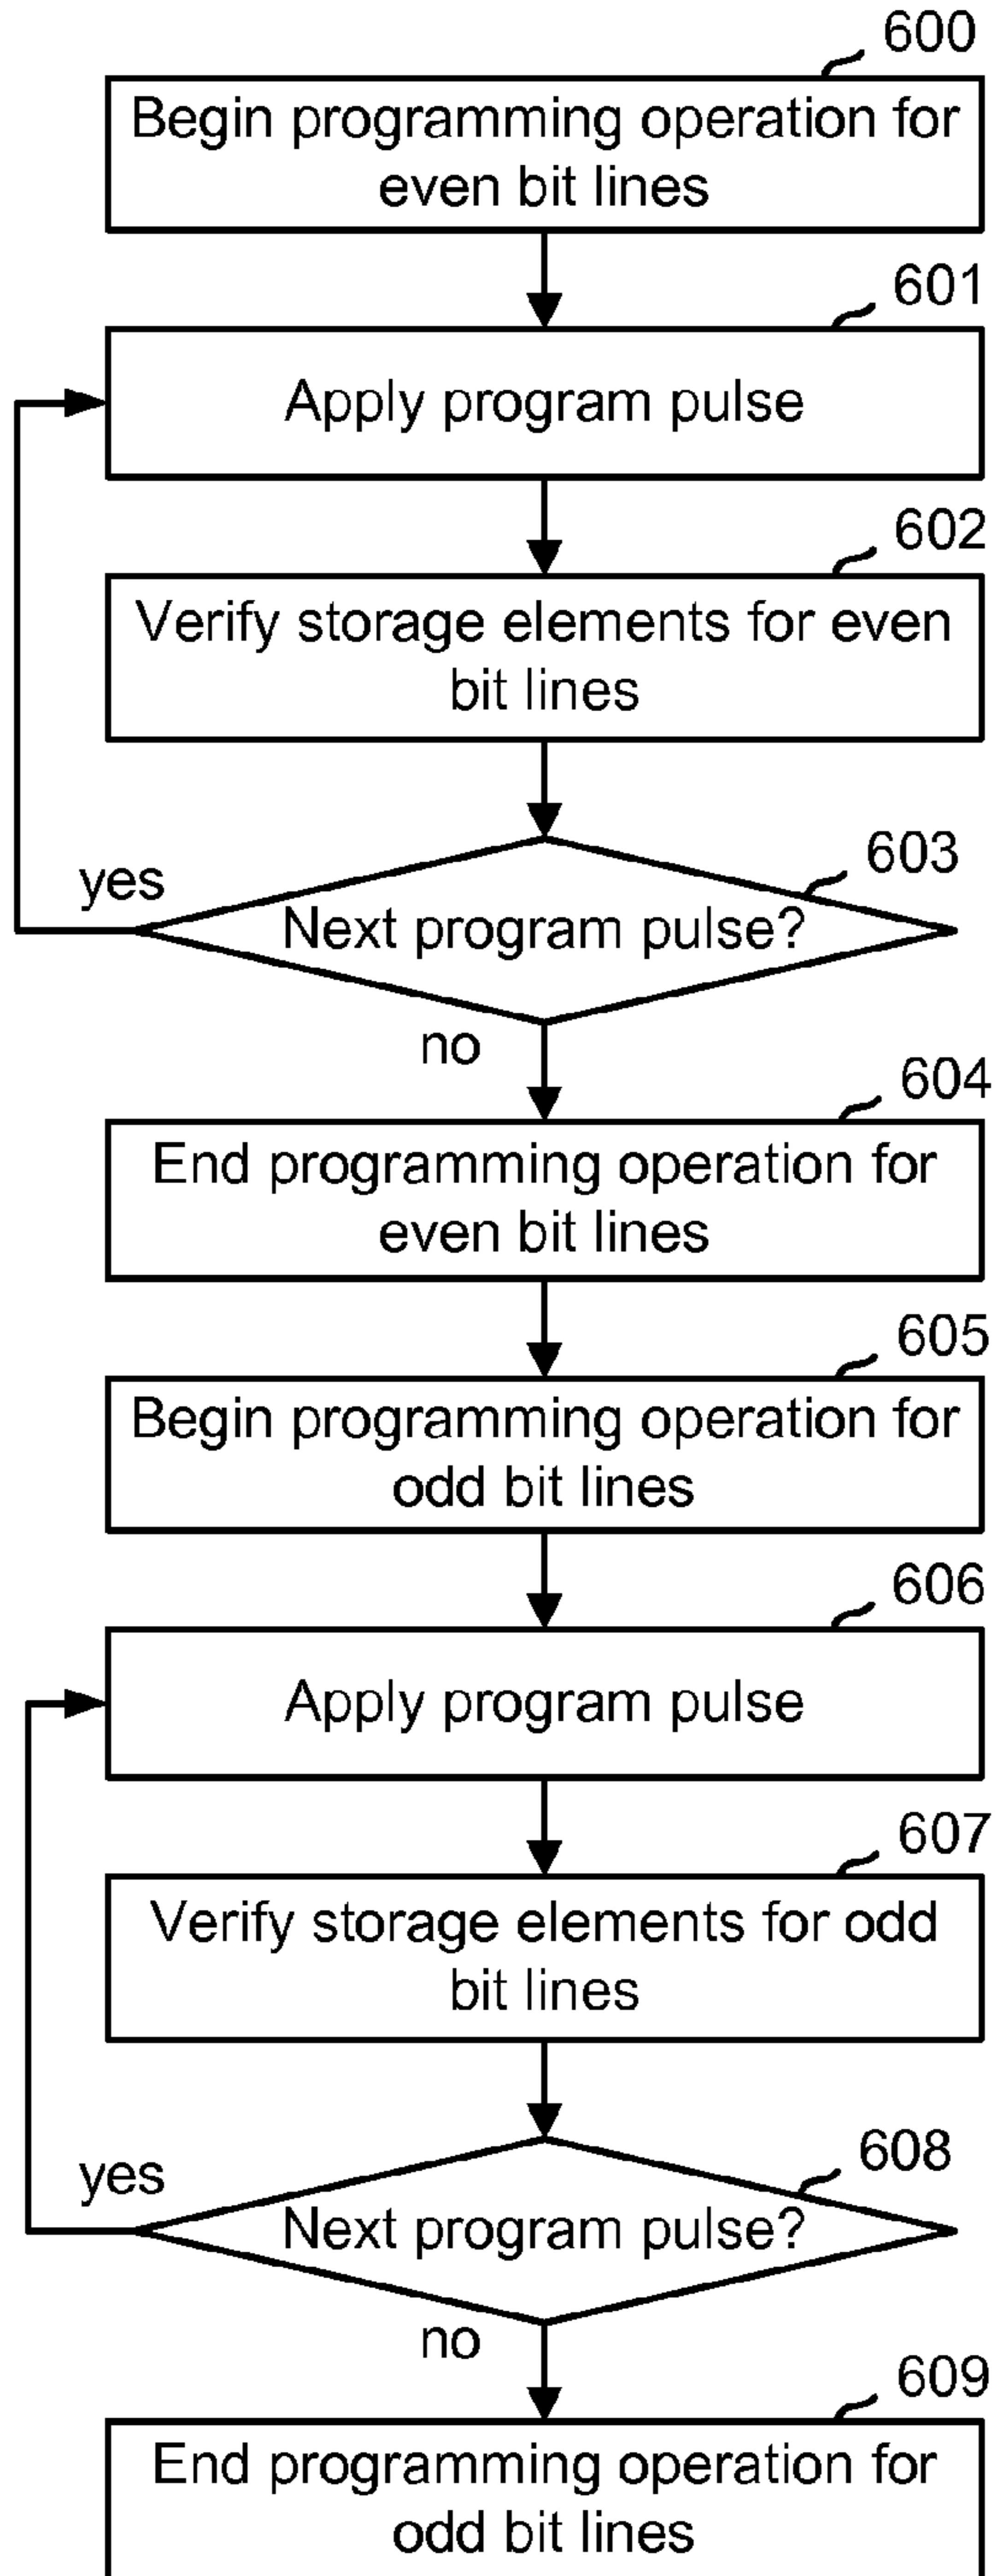 600
Begin programming operation for
even bit lines
601
Apply program pulse
602
Verify storage elements for even
bit lines
603
yes
Next program pulse?
no
604
End programming operation for
even bit lines
605
Begin programming operation for
odd bit lines
606
Apply program pulse
607
Verify storage elements for odd
bit lines
608
yes
Next program pulse?
no
609
End programming operation for
odd bit lines